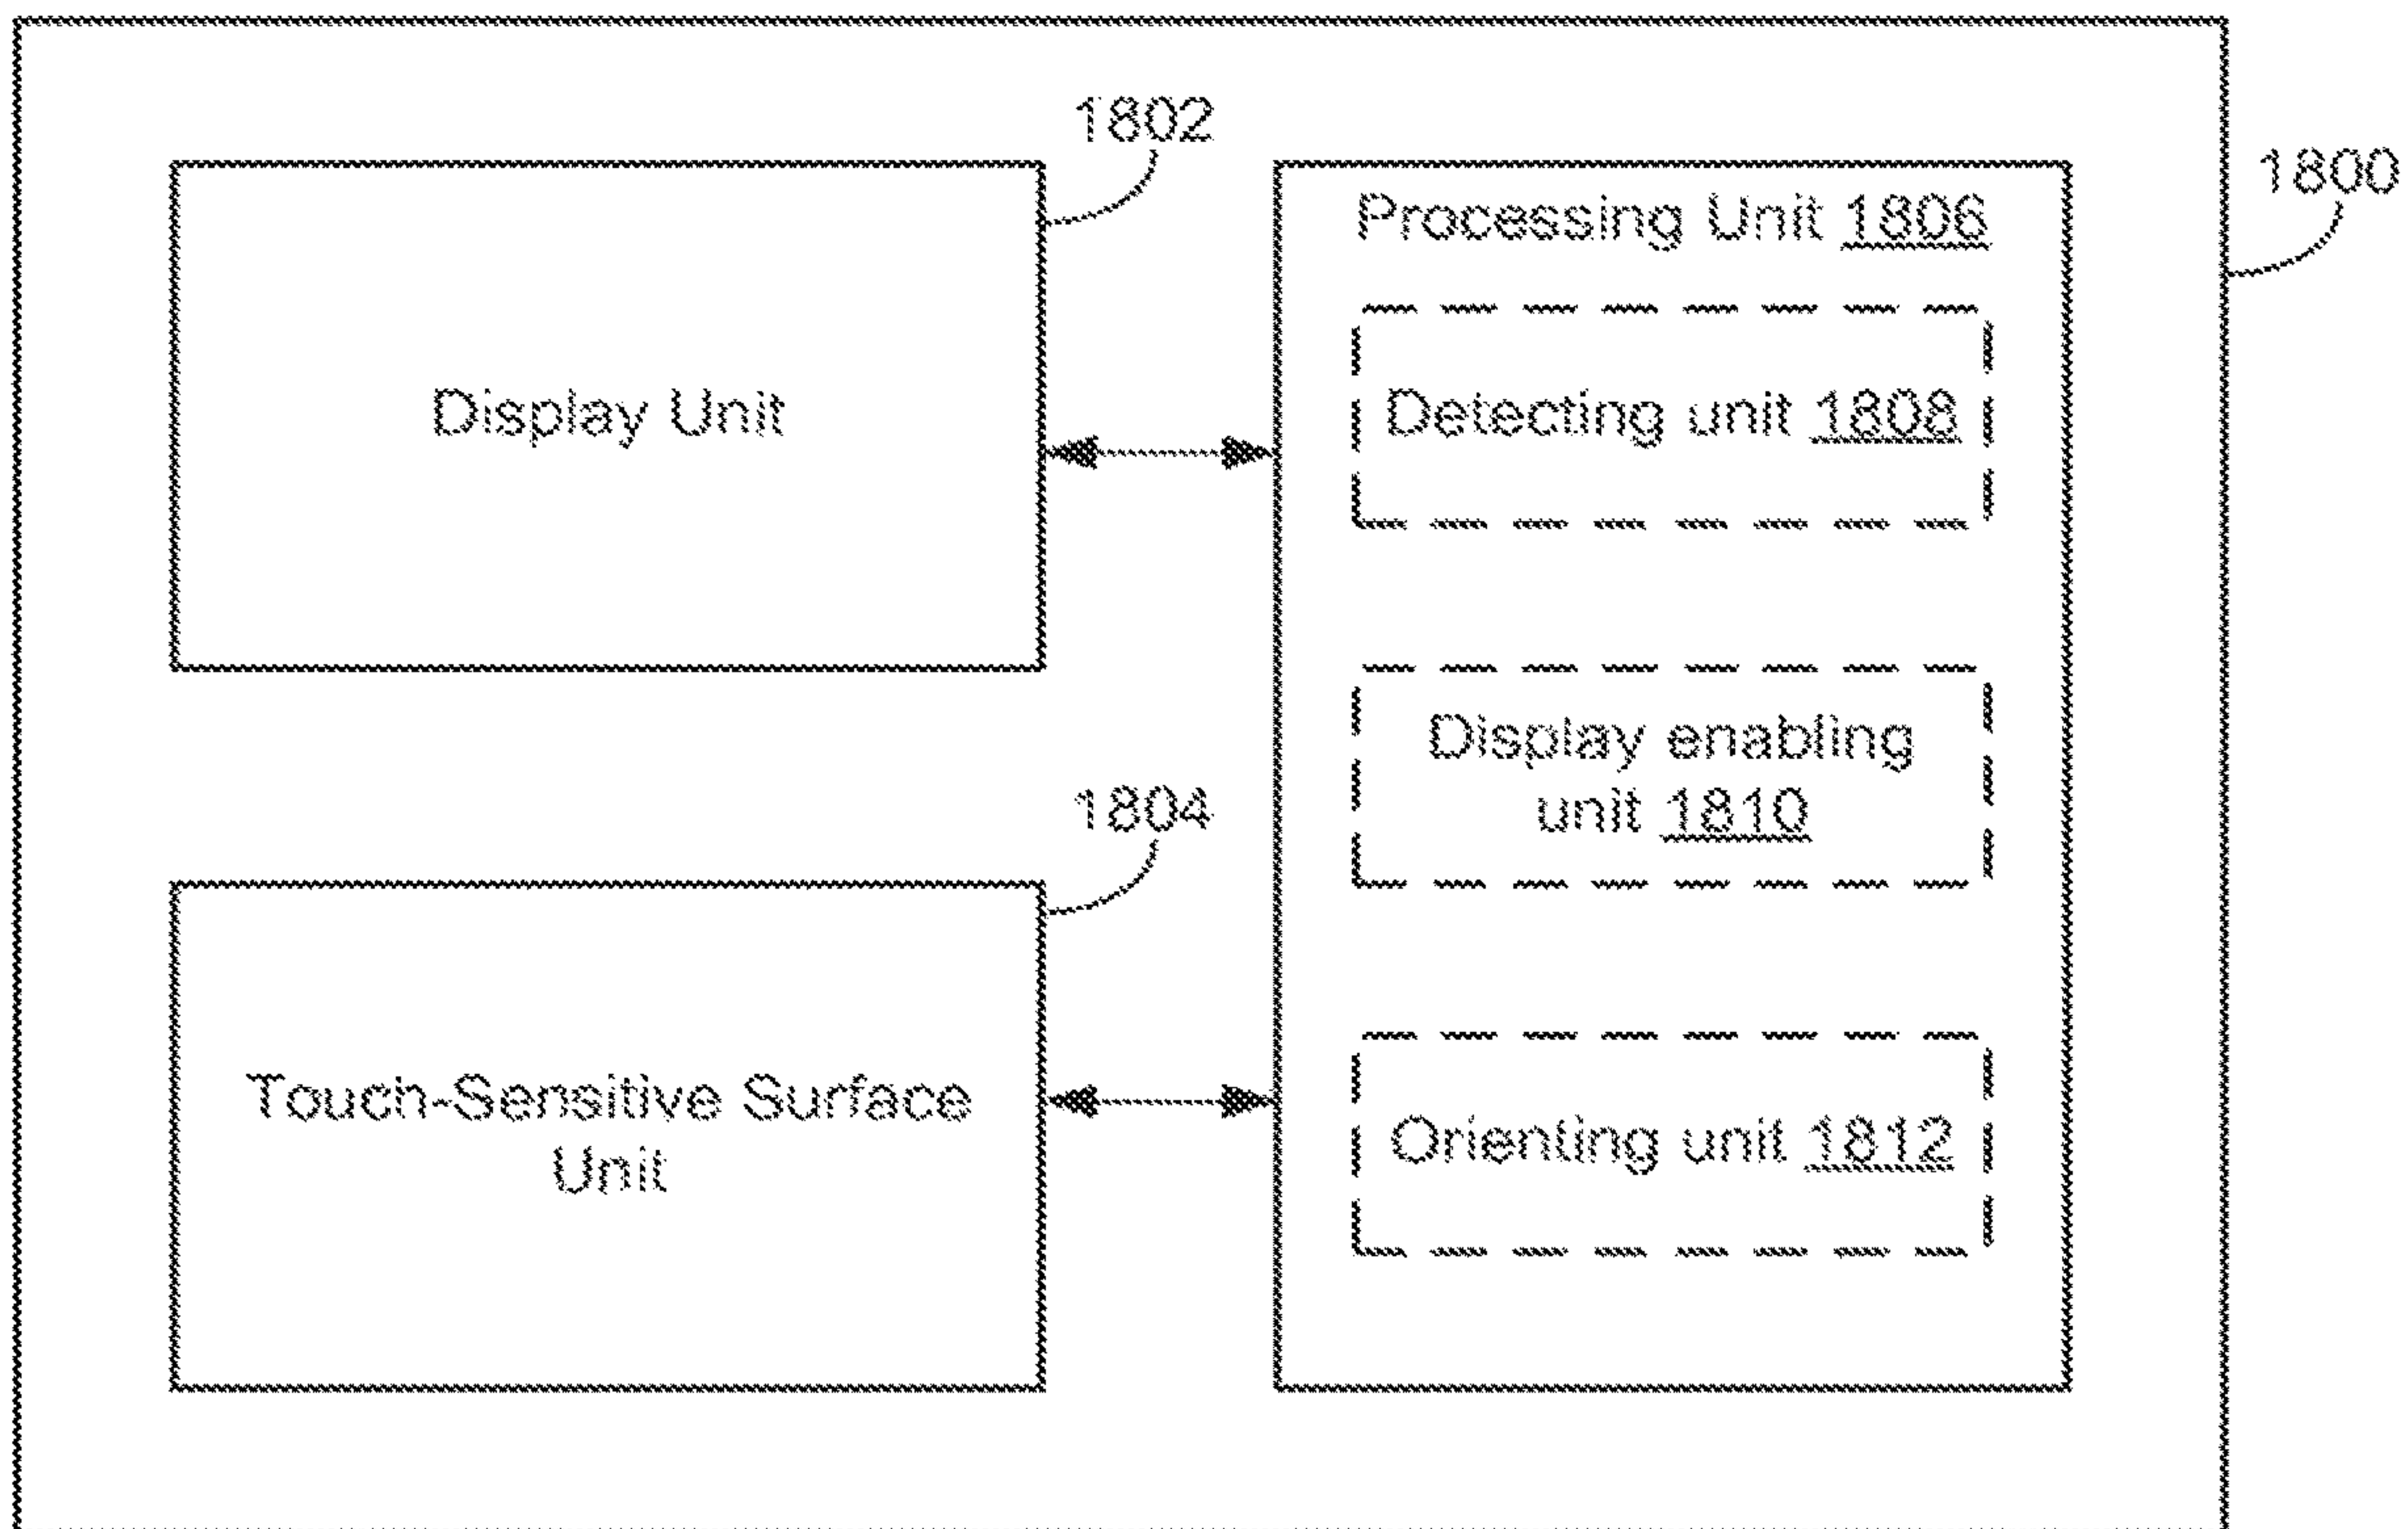 1802
1800
Display Unit
Processing Unit 1806
Detecting unit 1808
Display enabling
unit 1810
1804
Touch-Sensitive Surface
Unit
Orienting unit 1812